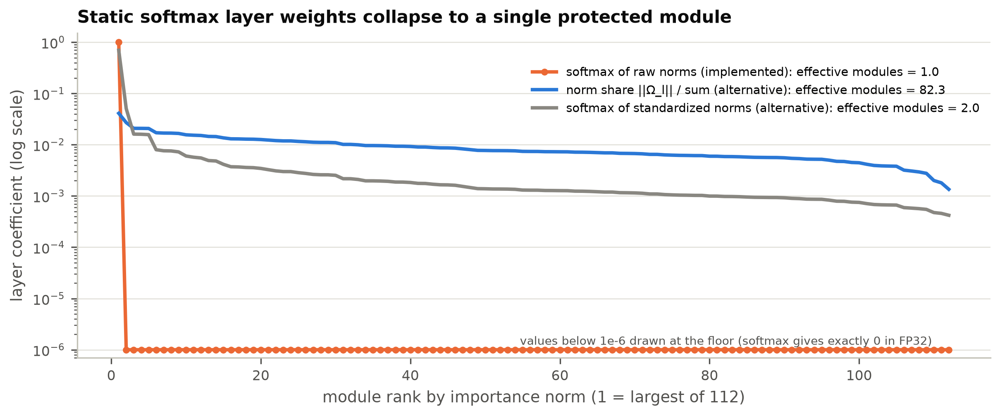 Static softmax layer weights collapse to a single protected module
10⁰
10⁻¹
10⁻²
10⁻³
10⁻⁴
10⁻⁵
10⁻⁶
layer coefficient (log scale)
softmax of raw norms (implemented): effective modules = 1.0
norm share ||Ω_l|| / sum (alternative): effective modules = 82.3
softmax of standardized norms (alternative): effective modules = 2.0
values below 1e-6 drawn at the floor (softmax gives exactly 0 in FP32)
0 20 40 60 80 100
module rank by importance norm (1 = largest of 112)